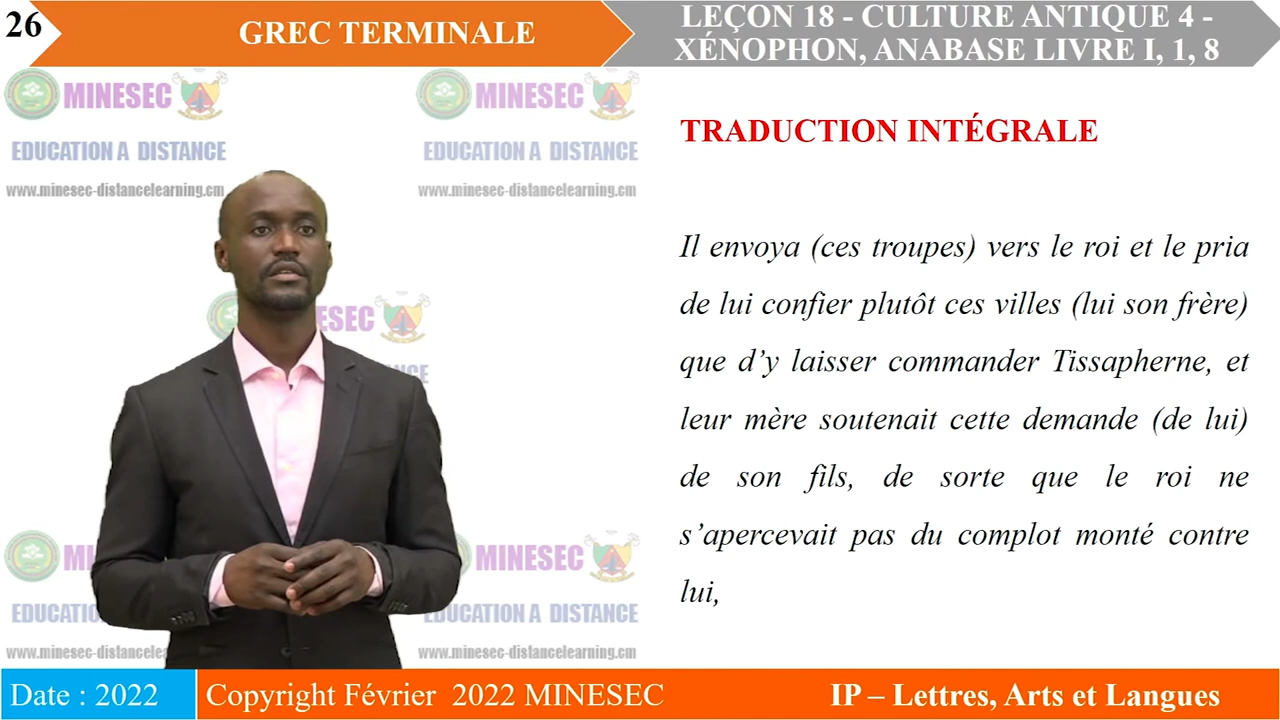 26
GREC TERMINALE
LEÇON 18 - CULTURE ANTIQUE 4 -
XÉNOPHON, ANABASE LIVRE I, 1, 8
MINESEC
EDUCATION A DISTANCE
www.minesec-distancelearning.cm
MINESEC
EDUCATION A DISTANCE
www.minesec-distancelearning.cm
TRADUCTION INTÉGRALE
Il envoya (ces troupes) vers le roi et le pria
de lui confier plutôt ces villes (lui son frère)
que d’y laisser commander Tissapherne, et
leur mère soutenait cette demande (de lui)
de son fils, de sorte que le roi ne
s’apercevait pas du complot monté contre
lui,
MINESEC
EDUCATION A DISTANCE
www.minesec-distancelearning.cm
Date : 2022
Copyright Février 2022 MINESEC
IP – Lettres, Arts et Langues